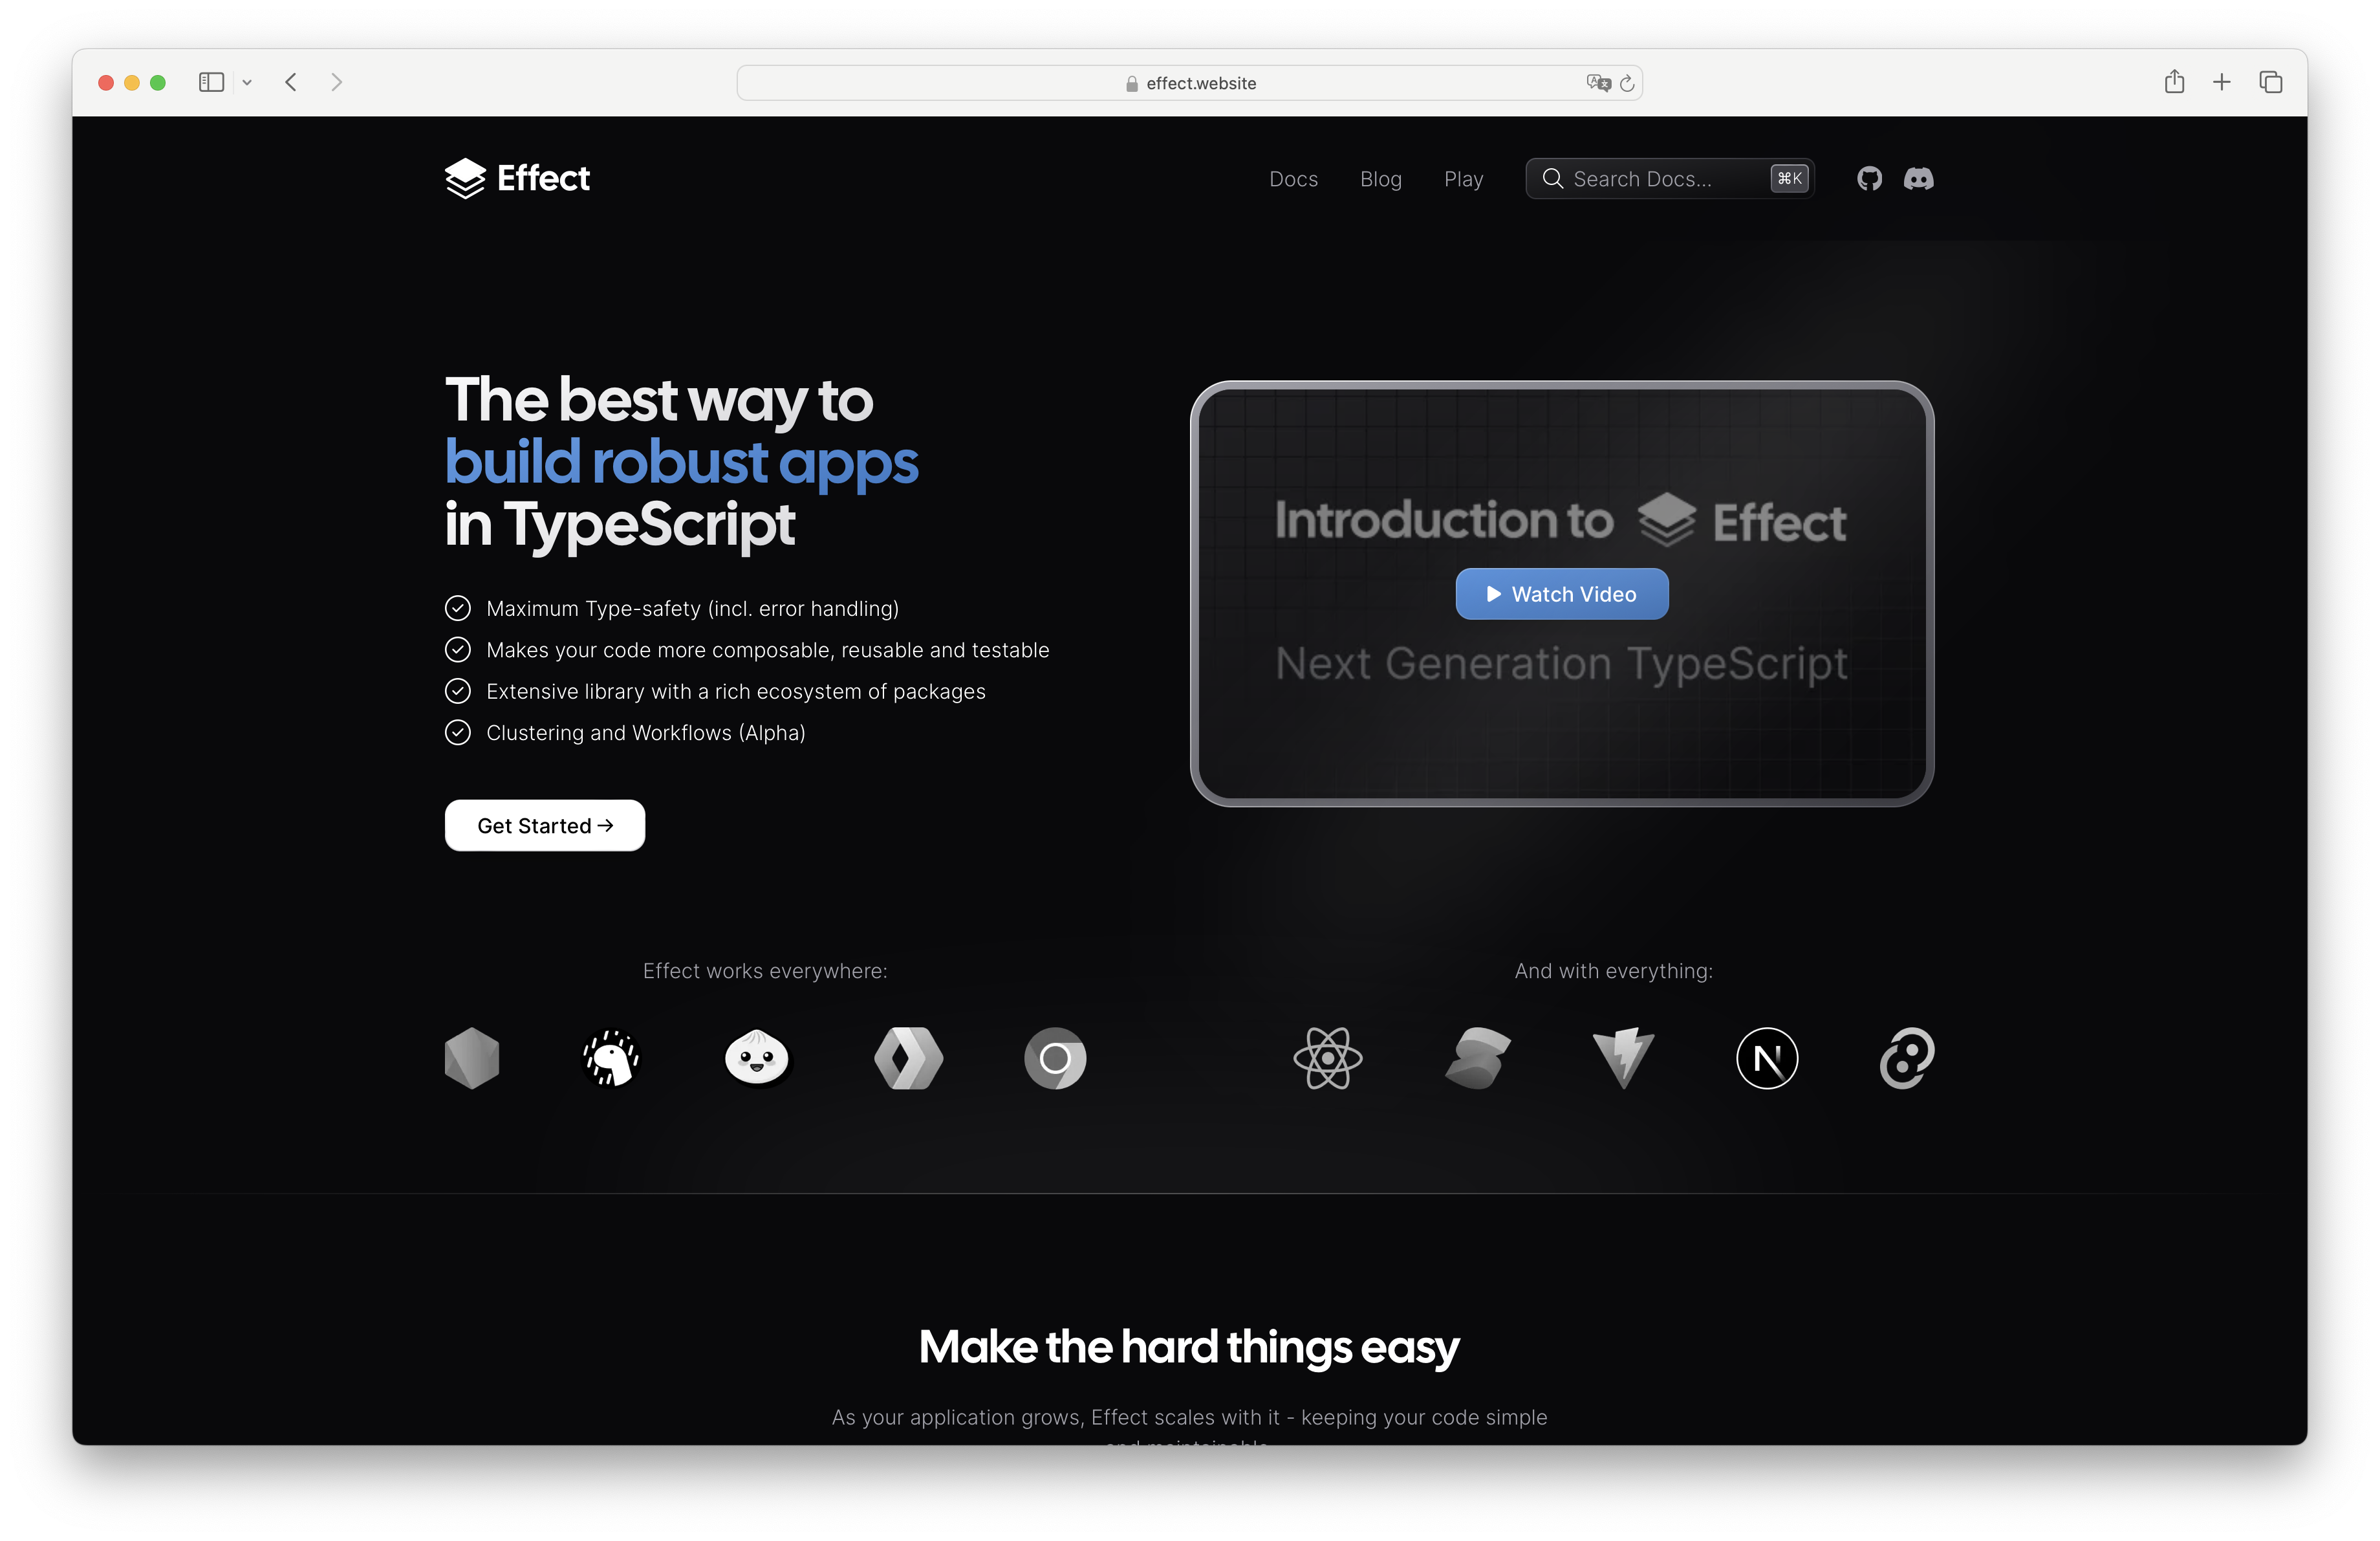 effect.website
Effect
Docs
Blog
Play
Search Docs...
⌘K
The best way to
build robust apps
in TypeScript
Maximum Type-safety (incl. error handling)
Makes your code more composable, reusable and testable
Extensive library with a rich ecosystem of packages
Clustering and Workflows (Alpha)
Get Started →
Introduction to Effect
Watch Video
Next Generation TypeScript
Effect works everywhere:
And with everything:
Make the hard things easy
As your application grows, Effect scales with it - keeping your code simple